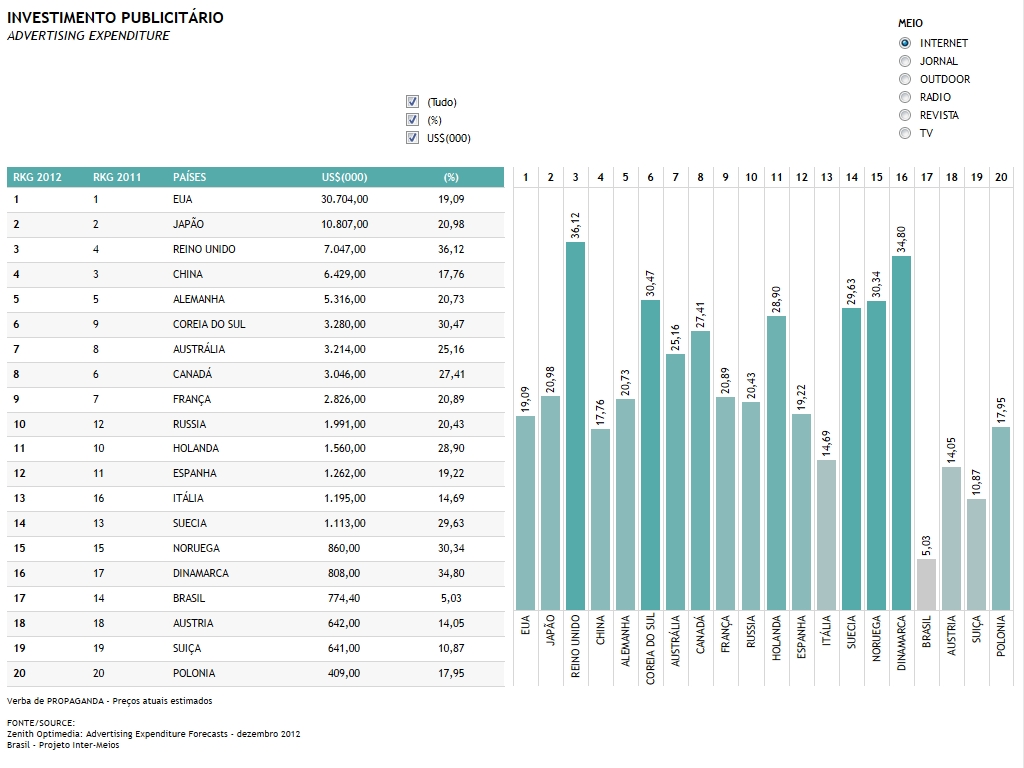 INVESTIMENTO PUBLICITÁRIO
ADVERTISING EXPENDITURE
MEIO
INTERNET
JORNAL
OUTDOOR
RADIO
REVISTA
TV
(Tudo)
(%)
US$(000)
RKG 2012 RKG 2011 PAÍSES US$(000) (%)
1 1 EUA 30.704,00 19,09
2 2 JAPÃO 10.807,00 20,98
3 4 REINO UNIDO 7.047,00 36,12
4 3 CHINA 6.429,00 17,76
5 5 ALEMANHA 5.316,00 20,73
6 9 COREIA DO SUL 3.280,00 30,47
7 8 AUSTRÁLIA 3.214,00 25,16
8 6 CANADÁ 3.046,00 27,41
9 7 FRANÇA 2.826,00 20,89
10 12 RUSSIA 1.991,00 20,43
11 10 HOLANDA 1.560,00 28,90
12 11 ESPANHA 1.262,00 19,22
13 16 ITÁLIA 1.195,00 14,69
14 13 SUECIA 1.113,00 29,63
15 15 NORUEGA 860,00 30,34
16 17 DINAMARCA 808,00 34,80
17 14 BRASIL 774,40 5,03
18 18 AUSTRIA 642,00 14,05
19 19 SUIÇA 641,00 10,87
20 20 POLONIA 409,00 17,95
1 2 3 4 5 6 7 8 9 10 11 12 13 14 15 16 17 18 19 20
19,09 20,98 36,12 17,76 20,73 30,47 25,16 27,41 20,89 20,43 28,90 19,22 14,69 29,63 30,34 34,80 5,03 14,05 10,87 17,95
EUA JAPÃO REINO UNIDO CHINA ALEMANHA COREIA DO SUL AUSTRÁLIA CANADÁ FRANÇA RUSSIA HOLANDA ESPANHA ITÁLIA SUECIA NORUEGA DINAMARCA BRASIL AUSTRIA SUIÇA POLONIA
Verba de PROPAGANDA - Preços atuais estimados
FONTE/SOURCE:
Zenith Optimedia: Advertising Expenditure Forecasts - dezembro 2012
Brasil - Projeto Inter-Meios